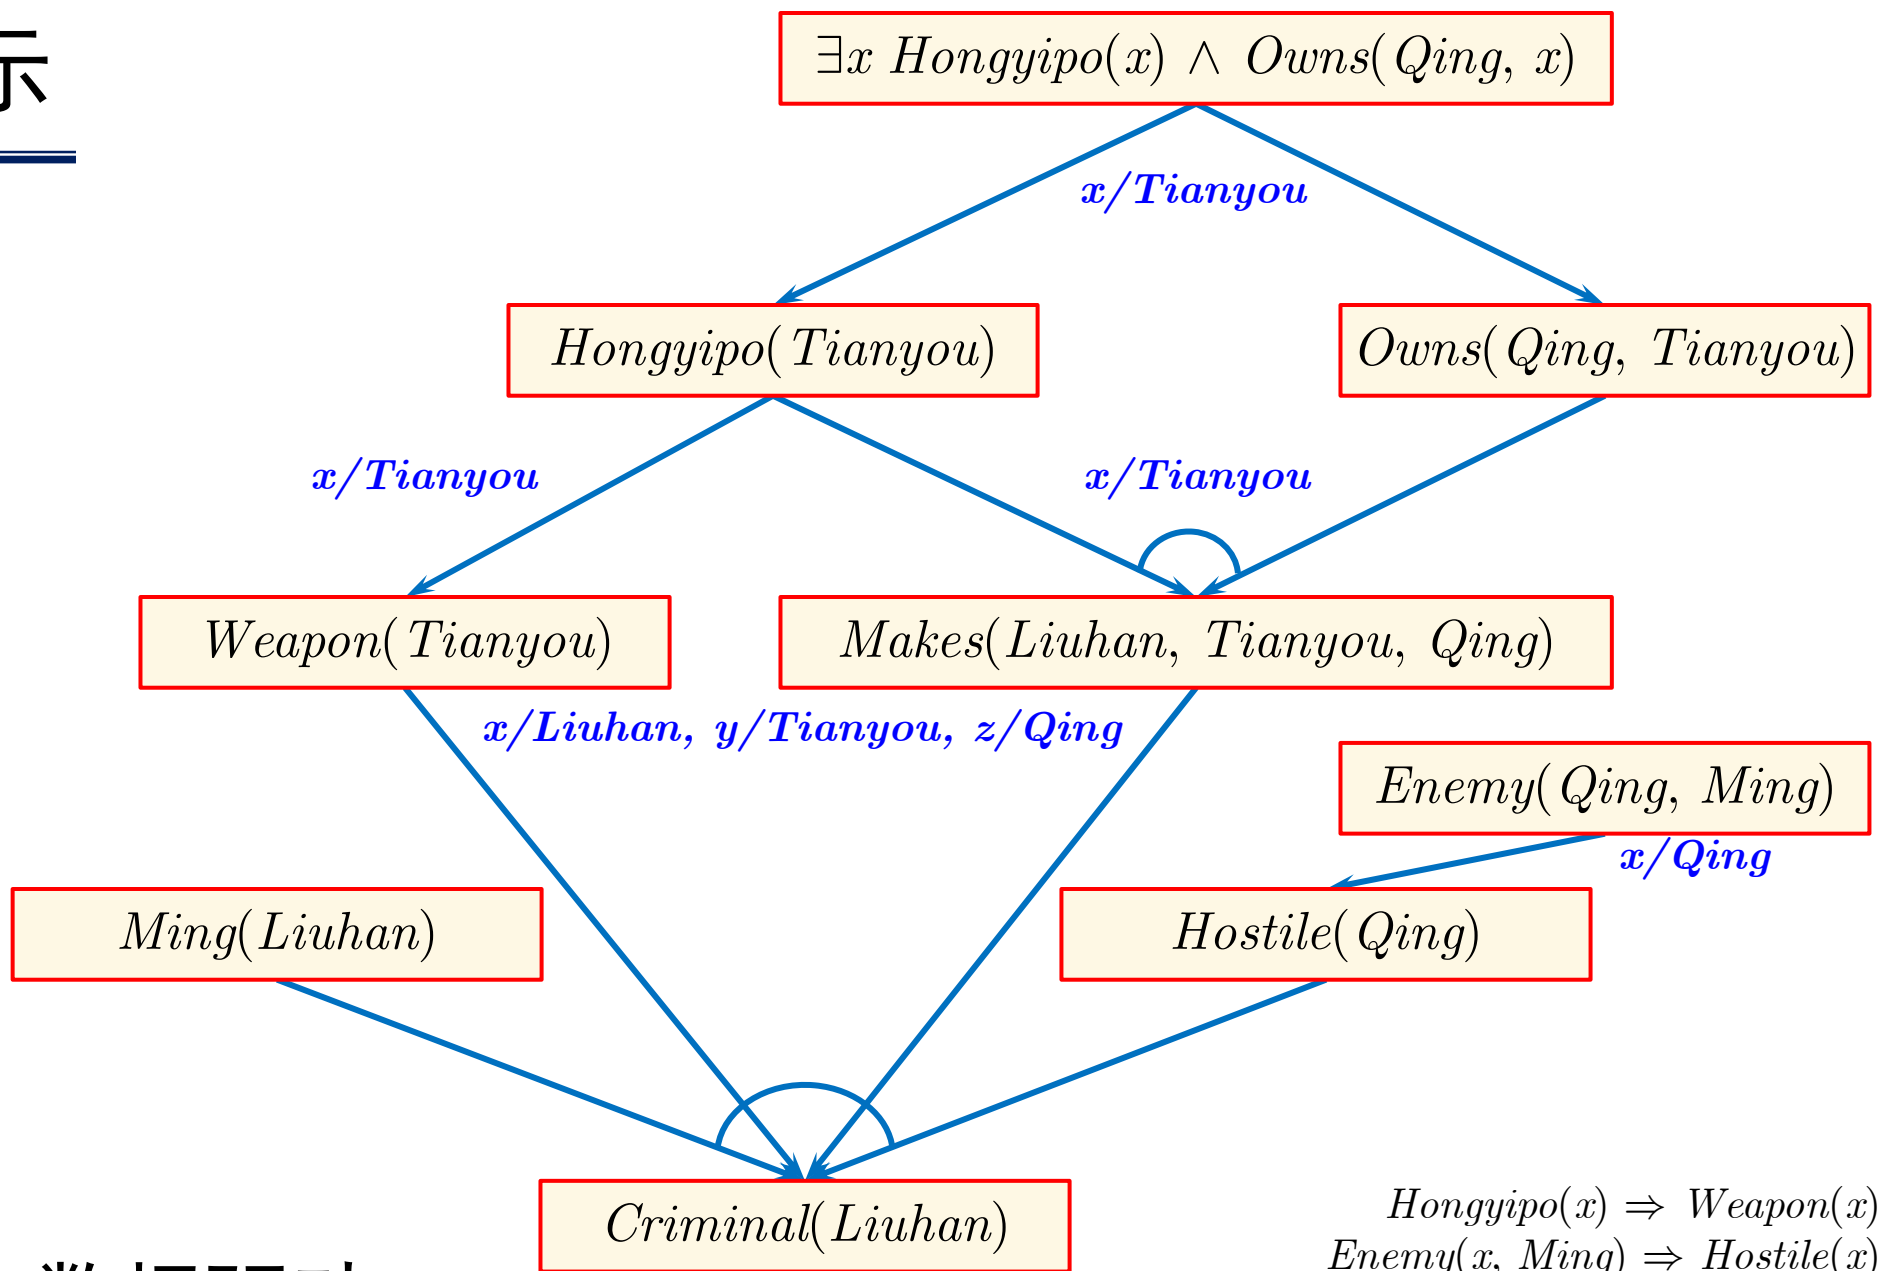 示
∃x Hongyipo(x) ∧ Owns(Qing, x)
x/Tianyou
Hongyipo(Tianyou)
Owns(Qing, Tianyou)
x/Tianyou
x/Tianyou
Weapon(Tianyou)
Makes(Liuhan, Tianyou, Qing)
x/Liuhan, y/Tianyou, z/Qing
Enemy(Qing, Ming)
x/Qing
Ming(Liuhan)
Hostile(Qing)
Criminal(Liuhan)
Hongyipo(x) ⇒ Weapon(x)
Enemy(x, Ming) ⇒ Hostile(x)